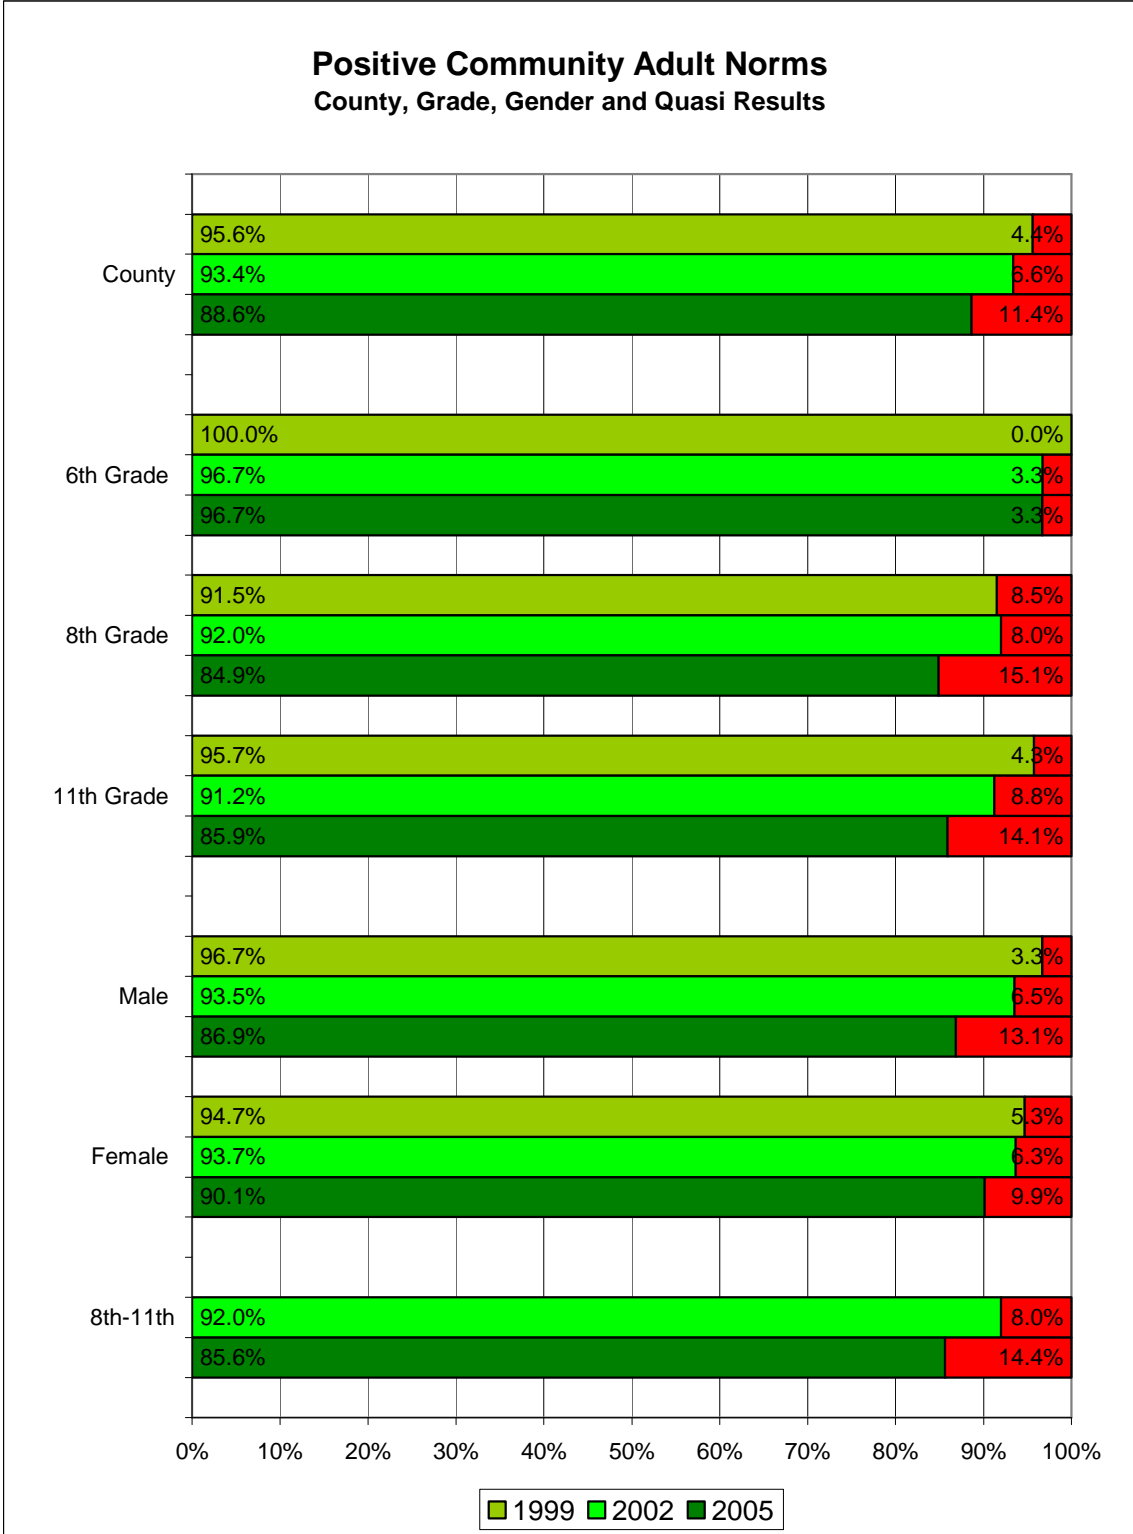 Positive Community Adult Norms
County, Grade, Gender and Quasi Results
95.6% 4.4%
County 93.4% 6.6%
88.6% 11.4%
100.0% 0.0%
6th Grade 96.7% 3.3%
96.7% 3.3%
91.5% 8.5%
8th Grade 92.0% 8.0%
84.9% 15.1%
95.7% 4.3%
11th Grade 91.2% 8.8%
85.9% 14.1%
96.7% 3.3%
Male 93.5% 6.5%
86.9% 13.1%
94.7% 5.3%
Female 93.7% 6.3%
90.1% 9.9%
8th-11th 92.0% 8.0%
85.6% 14.4%
0% 10% 20% 30% 40% 50% 60% 70% 80% 90% 100%
1999 2002 2005